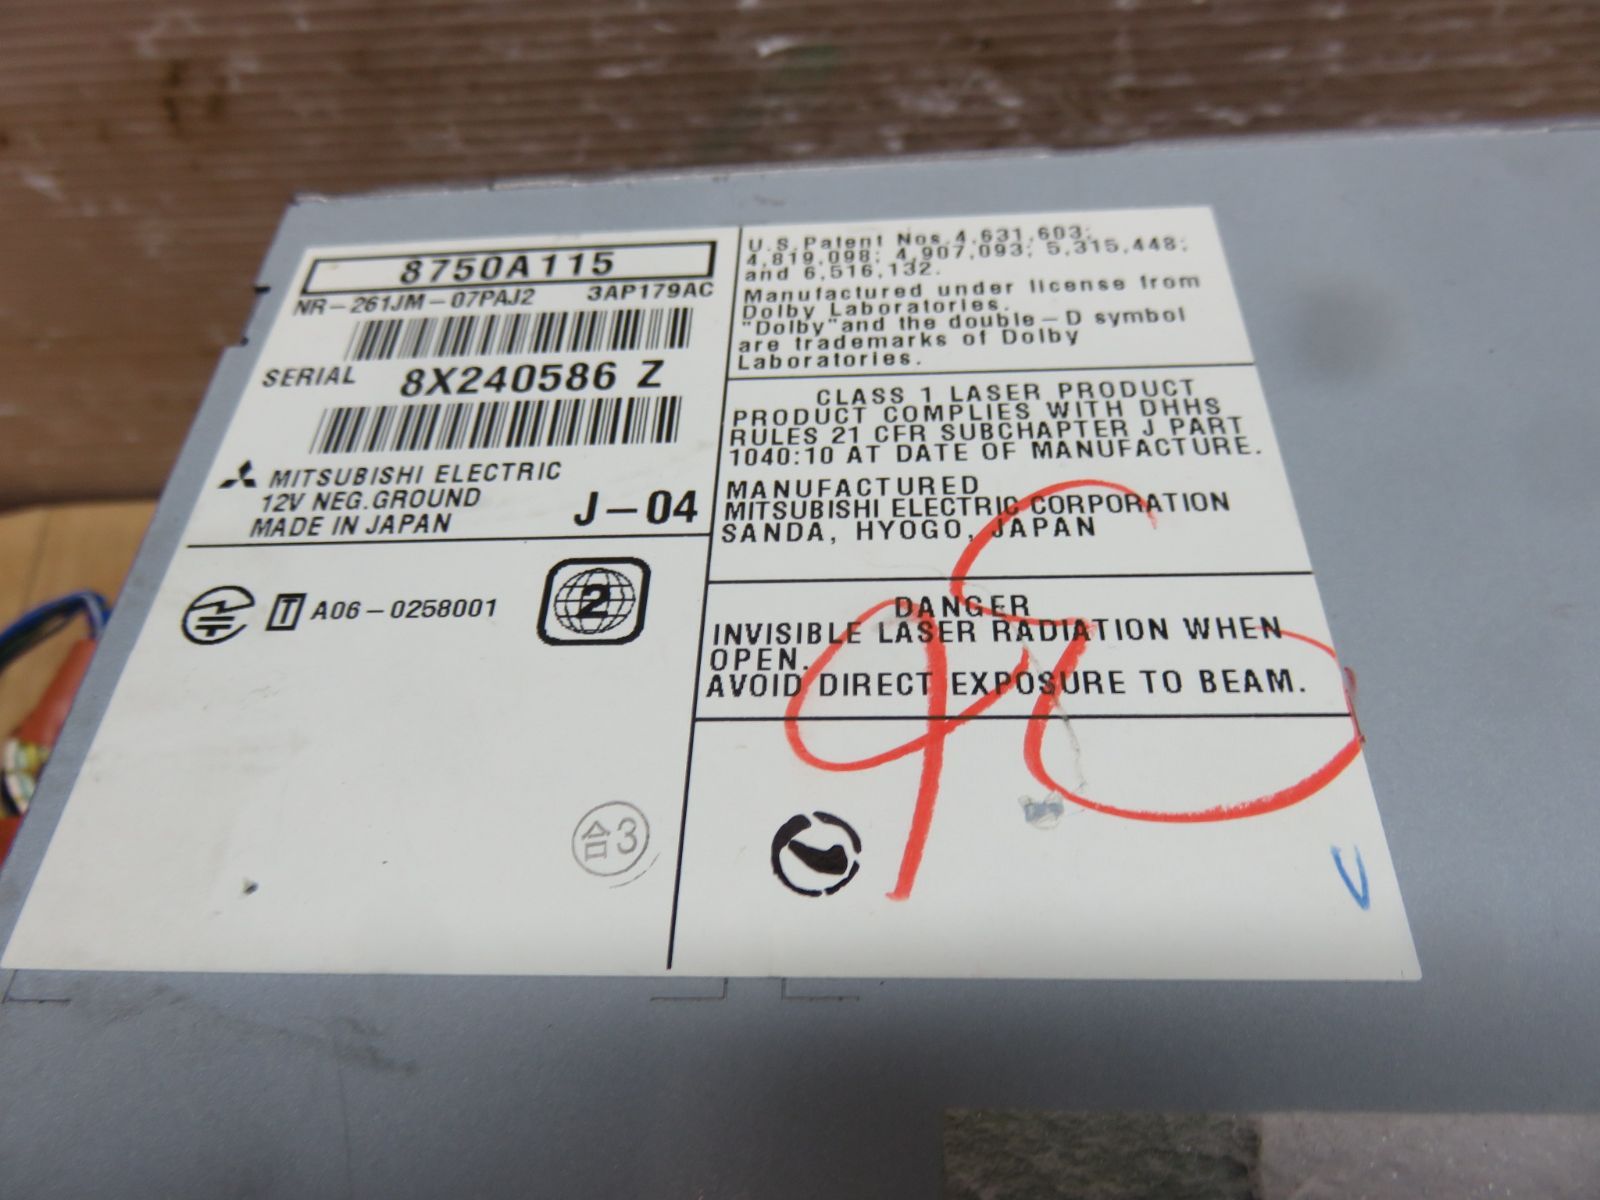 8750A115
NR-261JM-07PAJ2 3AP179AC
SERIAL 8X240586 Z
MITSUBISHI ELECTRIC
12V NEG.GROUND
MADE IN JAPAN
J-04
T A06-0258001
2
合3
U.S.Patent Nos.4,631,603;
4,819,098; 4,907,093; 5,315,448;
and 6,516,132.
Manufactured under license from
Dolby Laboratories.
"Dolby"and the double-D symbol
are trademarks of Dolby
Laboratories.
CLASS 1 LASER PRODUCT
PRODUCT COMPLIES WITH DHHS
RULES 21 CFR SUBCHAPTER J PART
1040:10 AT DATE OF MANUFACTURE.
MANUFACTURED
MITSUBISHI ELECTRIC CORPORATION
SANDA, HYOGO, JAPAN
DANGER
INVISIBLE LASER RADIATION WHEN
OPEN.
AVOID DIRECT EXPOSURE TO BEAM.